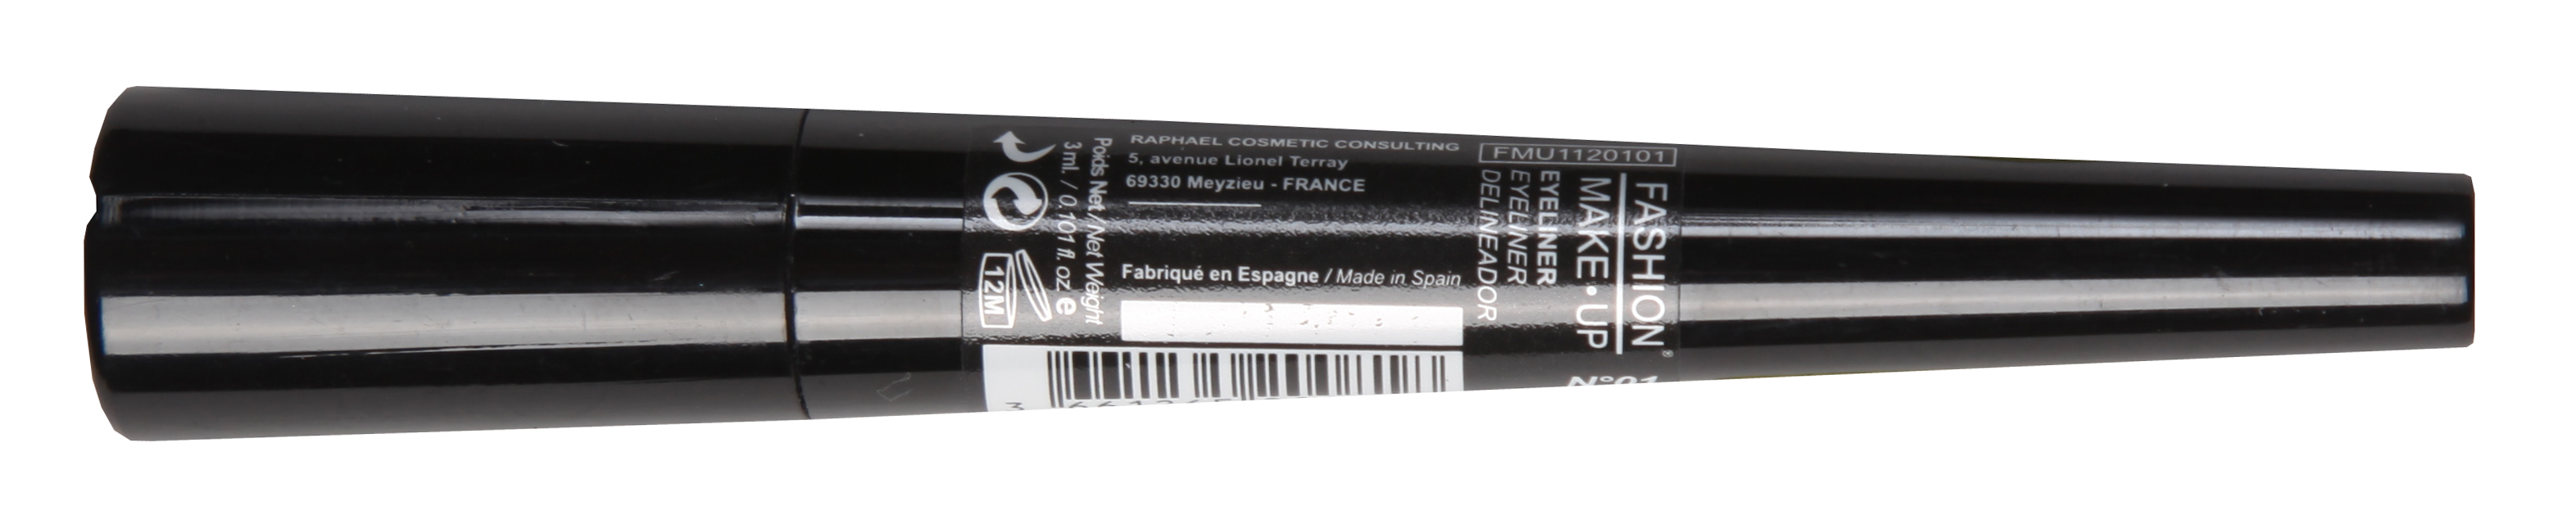 RAPHAEL COSMETIC CONSULTING
5, avenue Lionel Terray
69330 Meyzieu - FRANCE
Fabriqué en Espagne / Made in Spain
Poids Net / Net Weight
3 ml. / 0.101 fl. oz e
12M
FMU1120101
FASHION®
MAKE•UP
EYELINER
EYELINER
DELINEADOR
N°01